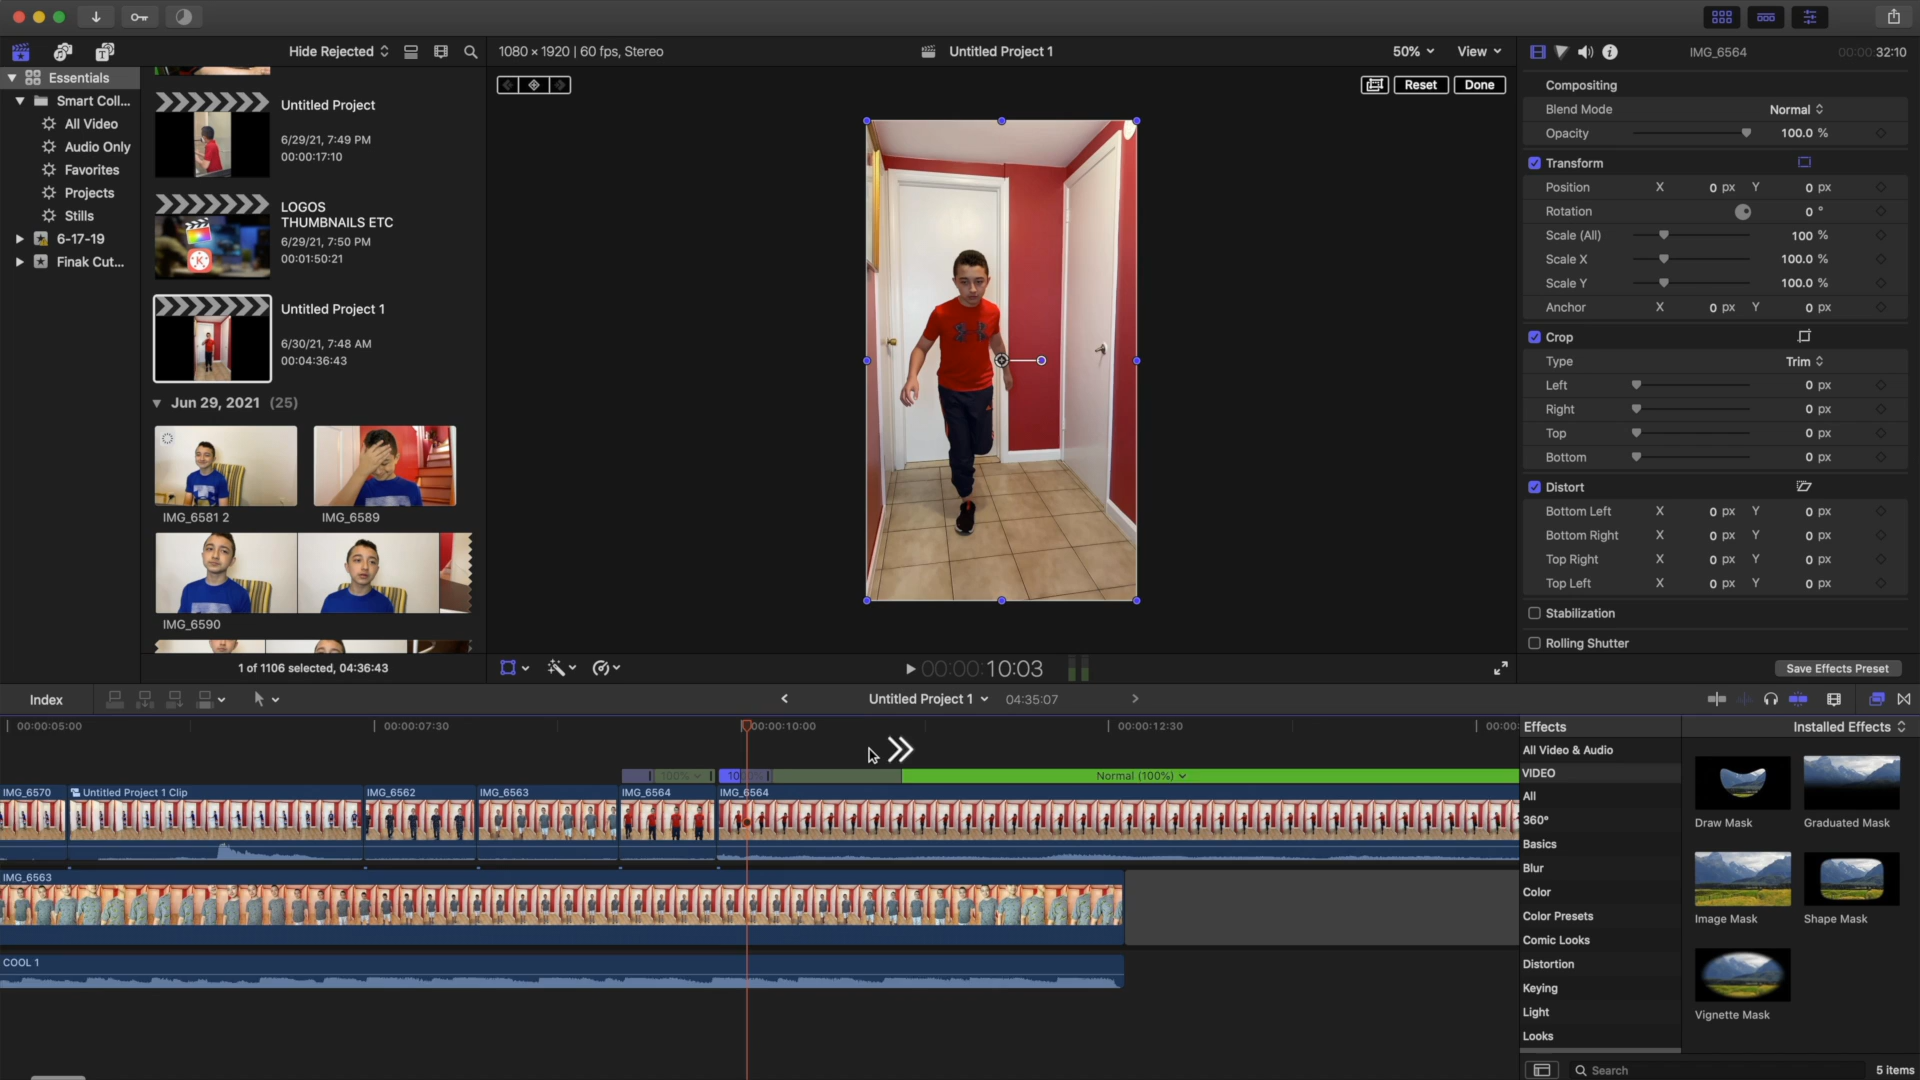 Hide Rejected
1080 × 1920 | 60 fps, Stereo
Untitled Project 1
50%
View
IMG_6564
00:00:32:10
Essentials
Smart Coll...
All Video
Audio Only
Favorites
Projects
Stills
6-17-19
Finak Cut...
Untitled Project
6/29/21, 7:49 PM
00:00:17:10
LOGOS
THUMBNAILS ETC
6/29/21, 7:50 PM
00:01:50:21
Untitled Project 1
6/30/21, 7:48 AM
00:04:36:43
Jun 29, 2021 (25)
IMG_6581 2
IMG_6589
IMG_6590
1 of 1106 selected, 04:36:43
Reset
Done
00:00:10:03
Compositing
Blend Mode
Normal
Opacity
100.0 %
Transform
Position X 0 px Y 0 px
Rotation 0 °
Scale (All) 100 %
Scale X 100.0 %
Scale Y 100.0 %
Anchor X 0 px Y 0 px
Crop
Type Trim
Left 0 px
Right 0 px
Top 0 px
Bottom 0 px
Distort
Bottom Left X 0 px Y 0 px
Bottom Right X 0 px Y 0 px
Top Right X 0 px Y 0 px
Top Left X 0 px Y 0 px
Stabilization
Rolling Shutter
Save Effects Preset
Index
Untitled Project 1
04:35:07
00:00:05:00
00:00:07:30
00:00:10:00
00:00:12:30
00:00:
100%
Normal (100%)
IMG_6570
Untitled Project 1 Clip
IMG_6562
IMG_6563
IMG_6564
IMG_6564
IMG_6563
COOL 1
Effects
Installed Effects
All Video & Audio
VIDEO
All
360°
Basics
Blur
Color
Color Presets
Comic Looks
Distortion
Keying
Light
Looks
Draw Mask
Graduated Mask
Image Mask
Shape Mask
Vignette Mask
Search
5 items